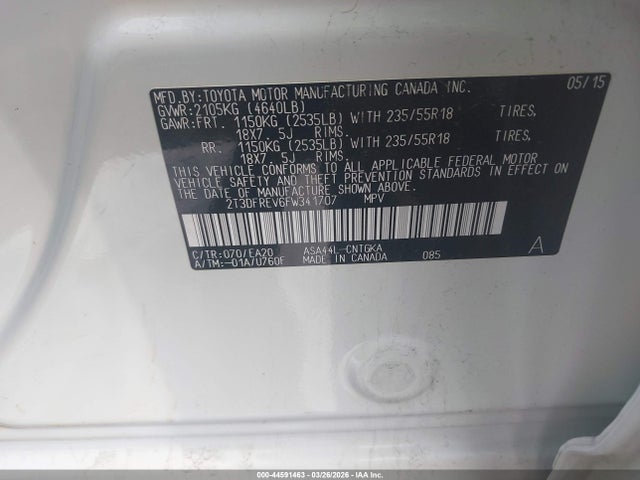 MFD.BY:TOYOTA MOTOR MANUFACTURING CANADA INC. 05/15
GVWR:2105KG (4640LB)
GAWR:FRT. 1150KG (2535LB) WITH 235/55R18 TIRES,
18X7.5J RIMS.
RR. 1150KG (2535LB) WITH 235/55R18 TIRES,
18X7.5J RIMS.
THIS VEHICLE CONFORMS TO ALL APPLICABLE FEDERAL MOTOR
VEHICLE SAFETY AND EMISSION STANDARDS IN EFFECT ON
THE DATE OF MANUFACTURE SHOWN ABOVE.
2T3DFREV6FW341707 MPV
C/TR:070/EA20 ASA44L-CNTGKA
A/TM:-01A/U760F MADE IN CANADA 085 A
000-44591463 | 03/26/2026 - IAA Inc.